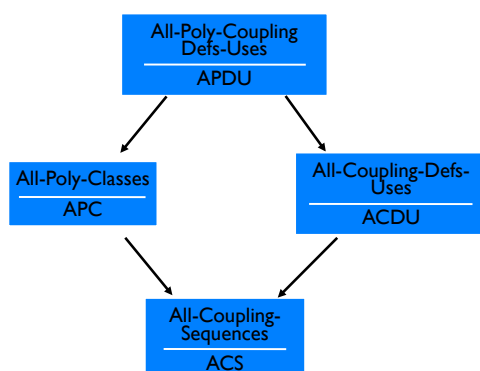 All-Poly-Coupling
Defs-Uses
APDU
All-Poly-Classes
APC
All-Coupling-Defs-
Uses
ACDU
All-Coupling-
Sequences
ACS